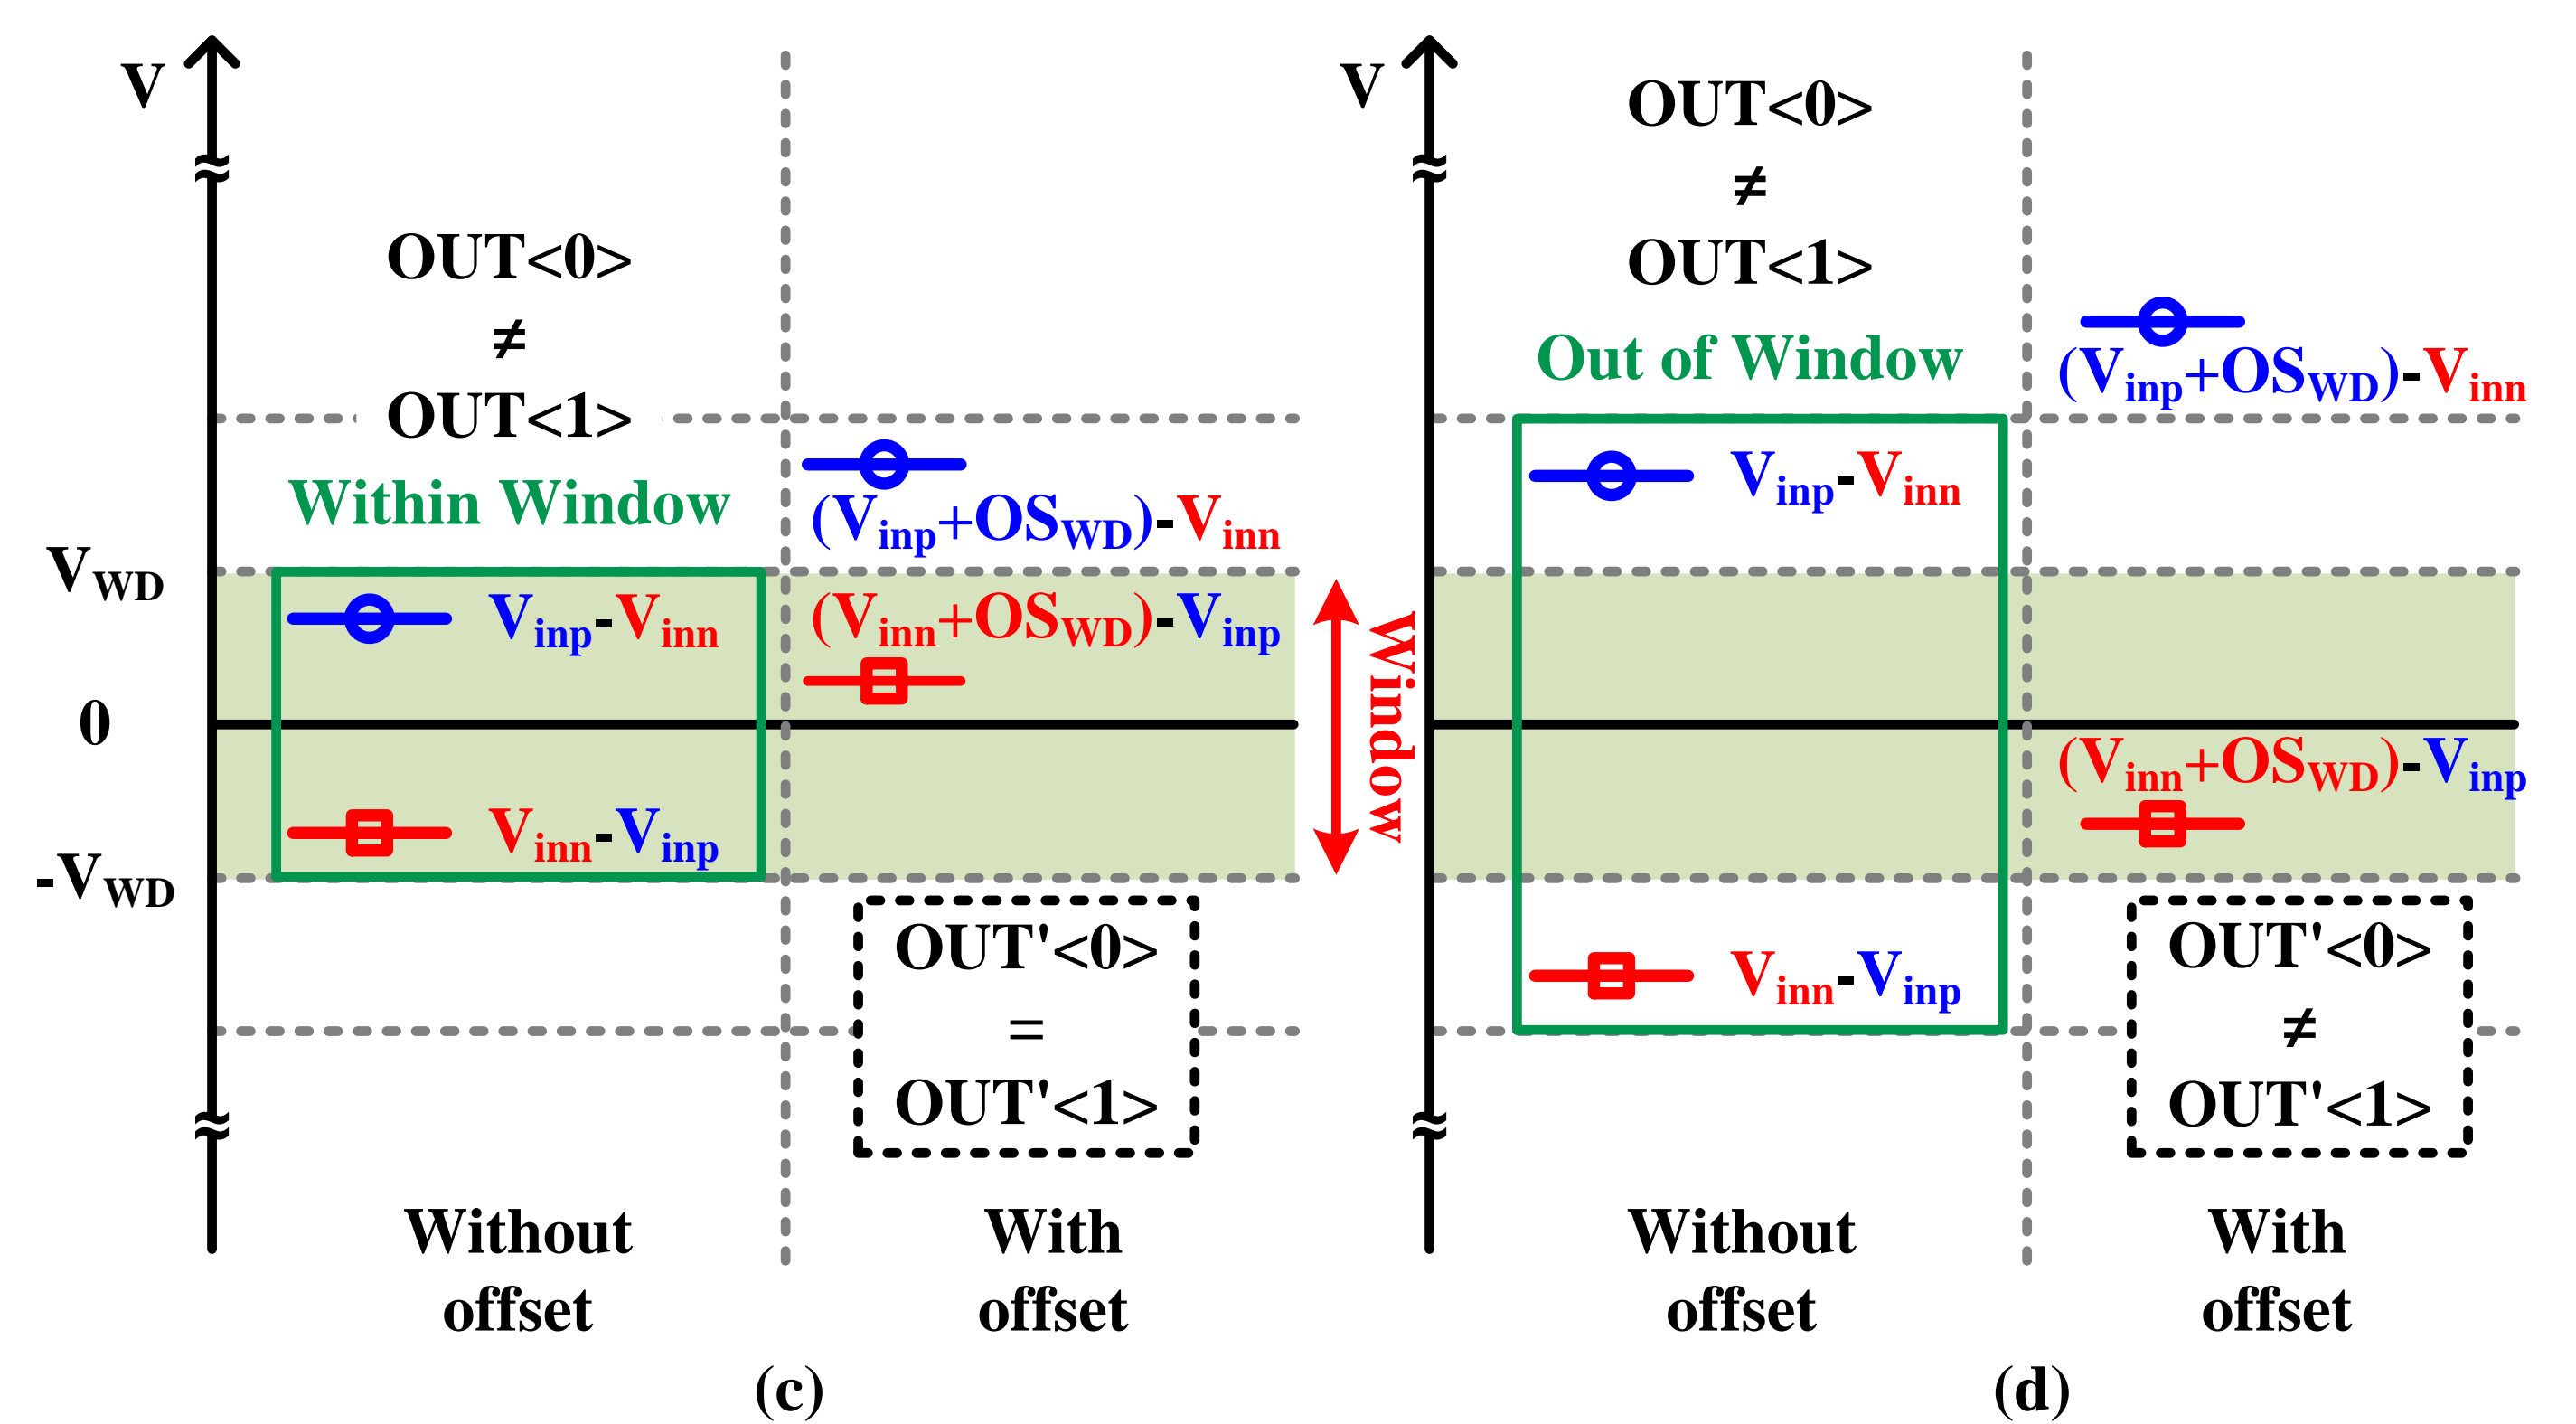 V
OUT<0>
≠
OUT<1>
Within Window
V_WD
0
-V_WD
V_inp-V_inn
V_inn-V_inp
(V_inp+OS_WD)-V_inn
(V_inn+OS_WD)-V_inp
OUT'<0>
=
OUT'<1>
Without
offset
With
offset
(c)
Window
V
OUT<0>
≠
OUT<1>
Out of Window
V_inp-V_inn
V_inn-V_inp
(V_inp+OS_WD)-V_inn
(V_inn+OS_WD)-V_inp
OUT'<0>
≠
OUT'<1>
Without
offset
With
offset
(d)